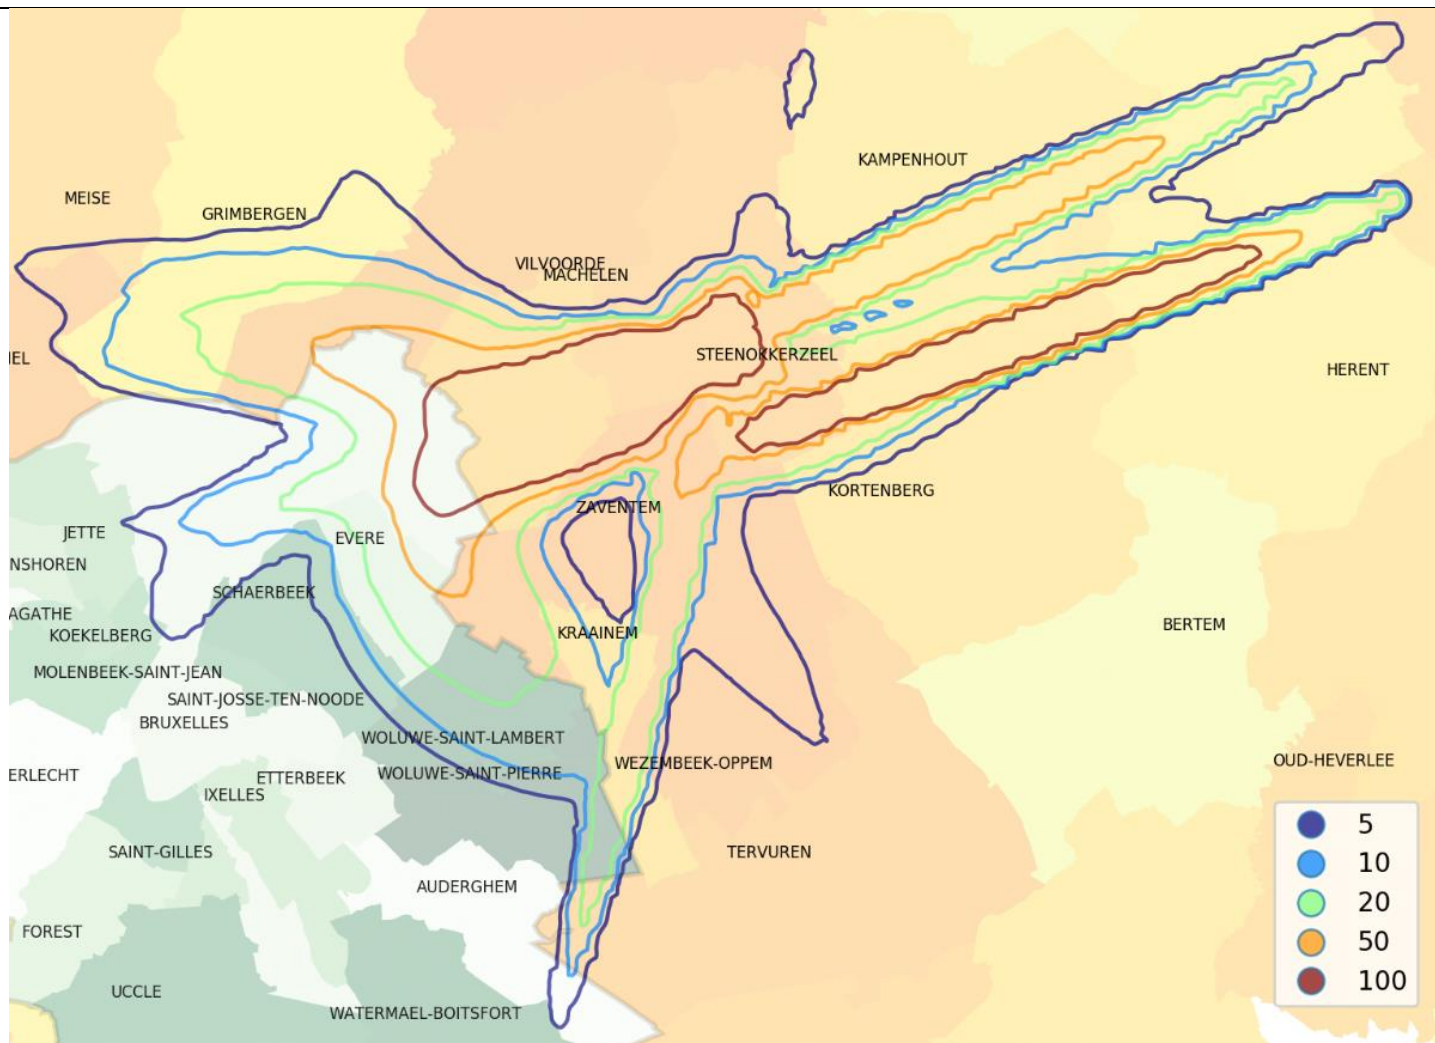 KAMPENHOUT
MEISE
GRIMBERGEN
VILVOORDE
MACHELEN
STEENOKKERZEEL
IEL
HERENT
KORTENBERG
ZAVENTEM
JETTE
EVERE
NSHOREN
SCHAERBEEK
AGATHE
KOEKELBERG
KRAAINEM
BERTEM
MOLENBEEK-SAINT-JEAN
SAINT-JOSSE-TEN-NOODE
BRUXELLES
WOLUWE-SAINT-LAMBERT
WOLUWE-SAINT-PIERRE
WEZEMBEEK-OPPEM
OUD-HEVERLEE
ERLECHT
ETTERBEEK
IXELLES
SAINT-GILLES
TERVUREN
AUDERGHEM
FOREST
UCCLE
WATERMAEL-BOITSFORT
5
10
20
50
100